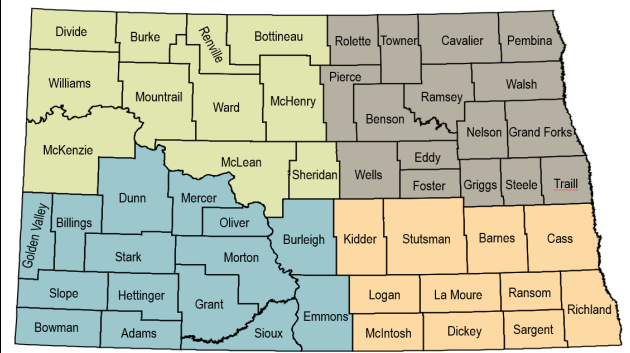 Divide
Burke
Renville
Bottineau
Rolette
Towner
Cavalier
Pembina
Williams
Mountrail
Ward
McHenry
Pierce
Benson
Ramsey
Walsh
Nelson
Grand Forks
McKenzie
McLean
Sheridan
Wells
Eddy
Foster
Griggs
Steele
Traill
Golden Valley
Billings
Dunn
Mercer
Oliver
Burleigh
Kidder
Stutsman
Barnes
Cass
Stark
Morton
Slope
Hettinger
Grant
Emmons
Logan
La Moure
Ransom
Richland
Bowman
Adams
Sioux
McIntosh
Dickey
Sargent